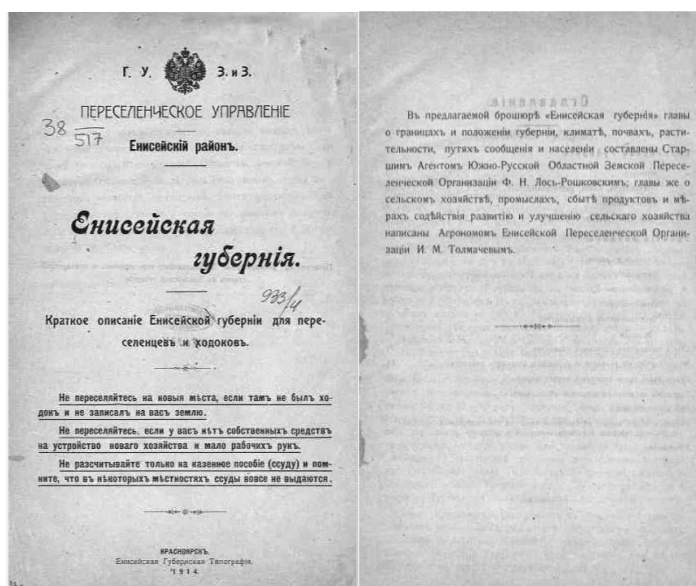 Г. У. З. и З.
ПЕРЕСЕЛЕНЧЕСКОЕ УПРАВЛЕНІЕ
38
517
Енисейскій районъ.
Енисейская
губернія.
933/4
Краткое описаніе Енисейской губерніи для пере-
селенцевъ и ходоковъ.
Не переселяйтесь на новыя мѣста, если тамъ не былъ хо-
докъ и не записалъ на васъ землю.
Не переселяйтесь, если у васъ нѣтъ собственныхъ средствъ
на устройство новаго хозяйства и мало рабочихъ рукъ.
Не разсчитывайте только на казенное пособіе (ссуду) и пом-
ните, что въ нѣкоторыхъ мѣстностяхъ ссуды вовсе не выдаются.
КРАСНОЯРСКЪ.
Енисейская Губернская Типографія.
1914.
Въ предлагаемой брошюрѣ «Енисейская губернія» главы
о границахъ и положеніи губерніи, климатѣ, почвахъ, расти-
тельности, путяхъ сообщенія и населеніи составлены Стар-
шимъ Агентомъ Южно-Русской Областной Земской Пересе-
ленческой Организаціи Ф. Н. Лось-Рошковскимъ; главы же о
сельскомъ хозяйствѣ, промыслахъ, сбытѣ продуктовъ и мѣ-
рахъ содѣйствія развитію и улучшенію сельскаго хозяйства
написаны Агрономомъ Енисейской Переселенческой Органи-
заціи И. М. Толмачевымъ.